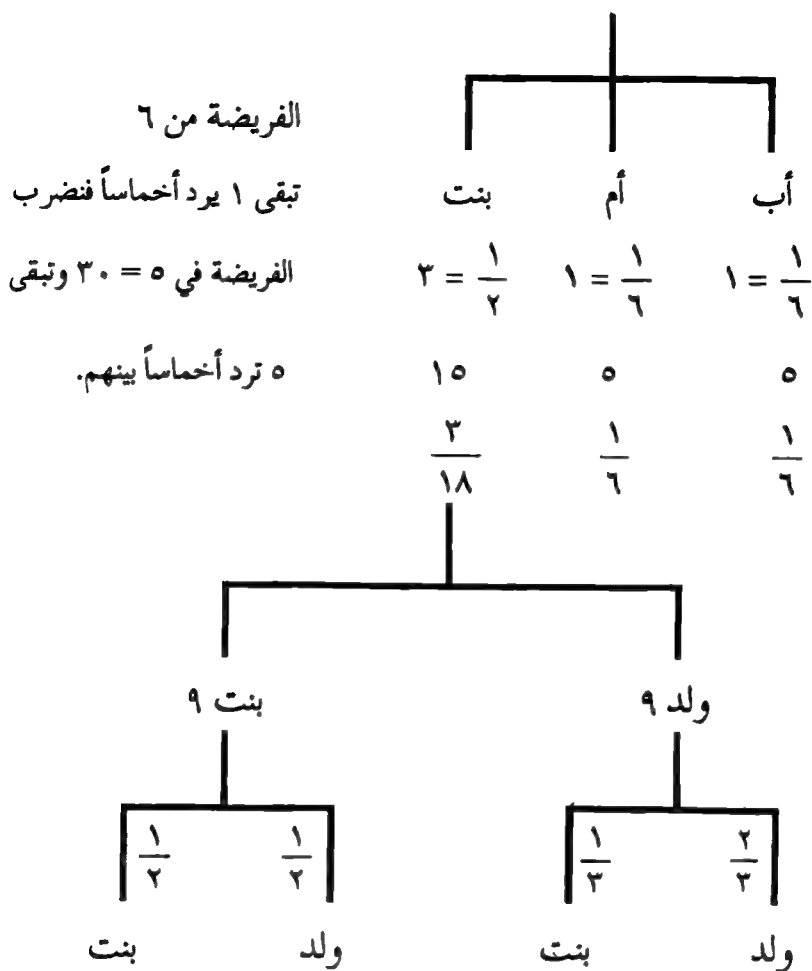 الفريضة من ٦
تبقى ١ يرد أخماساً فنضرب
الفريضة في ٥ = ٣٠ وتبقى
٥ ترد أخماساً بينهم.
أب أم بنت
١/٦ = ١ ١/٦ = ١ ١/٢ = ٣
٥ ٥ ١٥
١/٦ ١/٦ ٣/١٨
ولد ٩ بنت ٩
٢/٣ ١/٣ ١/٢ ١/٢
ولد بنت ولد بنت